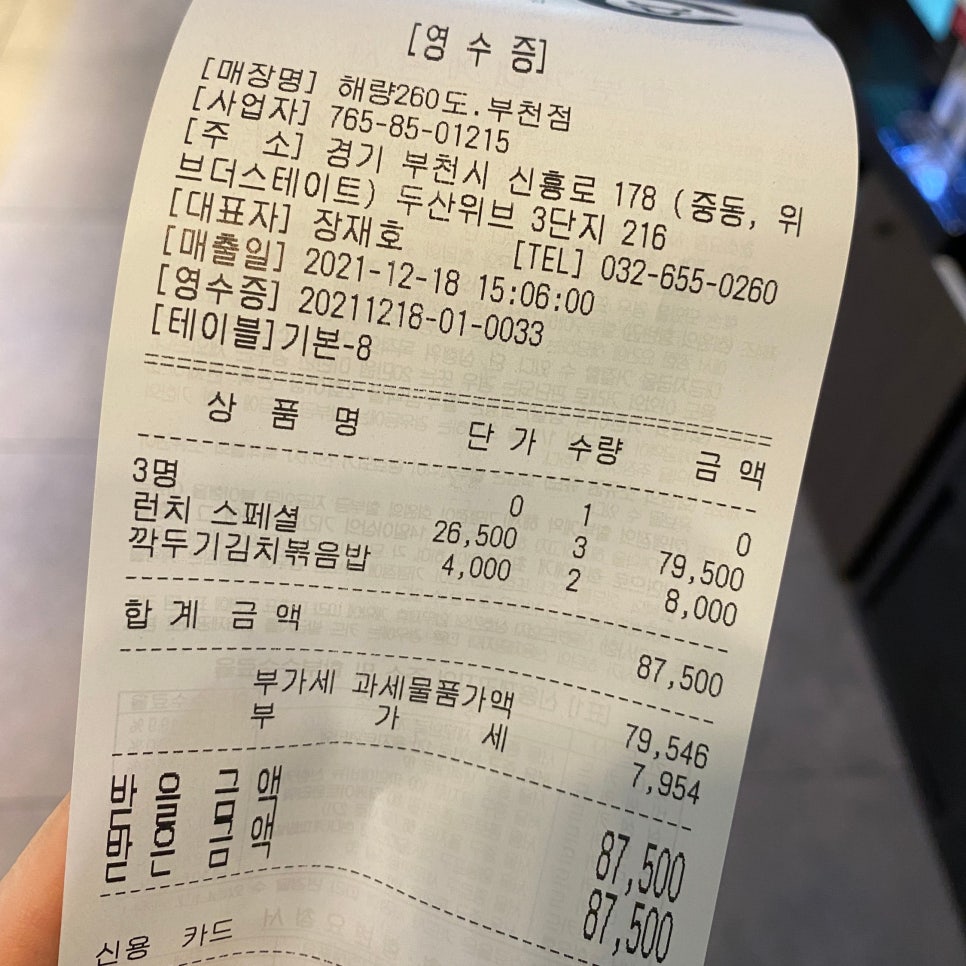 [영 수 증]
[매장명] 해량260도.부천점
[사업자] 765-85-01215
[주 소] 경기 부천시 신흥로 178 (중동, 위
브더스테이트) 두산위브 3단지 216
[대표자] 장재호 [TEL] 032-655-0260
[매출일] 2021-12-18 15:06:00
[영수증] 20211218-01-0033
[테이블]기본-8
상 품 명 단 가 수량 금 액
3명 0 1 0
런치 스페셜 26,500 3 79,500
깍두기김치볶음밥 4,000 2 8,000
합 계 금 액 87,500
부가세 과세물품가액 79,546
부 가 세 7,954
받 을 금 액 87,500
받 은 금 액 87,500
신용 카드